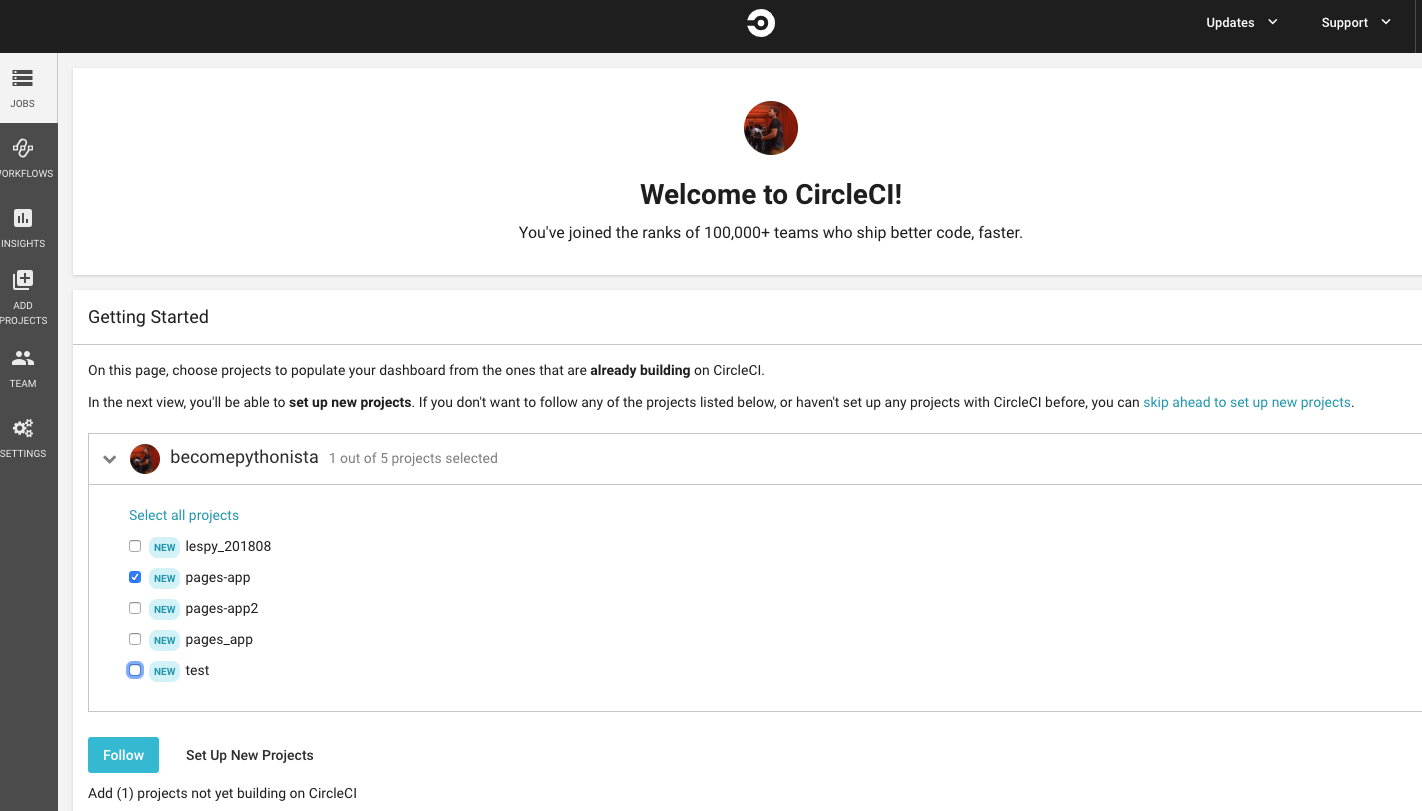 Updates
Support
JOBS
WORKFLOWS
INSIGHTS
ADD
PROJECTS
TEAM
SETTINGS
Welcome to CircleCI!
You've joined the ranks of 100,000+ teams who ship better code, faster.
Getting Started
On this page, choose projects to populate your dashboard from the ones that are already building on CircleCI.
In the next view, you'll be able to set up new projects. If you don't want to follow any of the projects listed below, or haven't set up any projects with CircleCI before, you can skip ahead to set up new projects.
becomepythonista 1 out of 5 projects selected
Select all projects
NEW lespy_201808
NEW pages-app
NEW pages-app2
NEW pages_app
NEW test
Follow Set Up New Projects
Add (1) projects not yet building on CircleCI